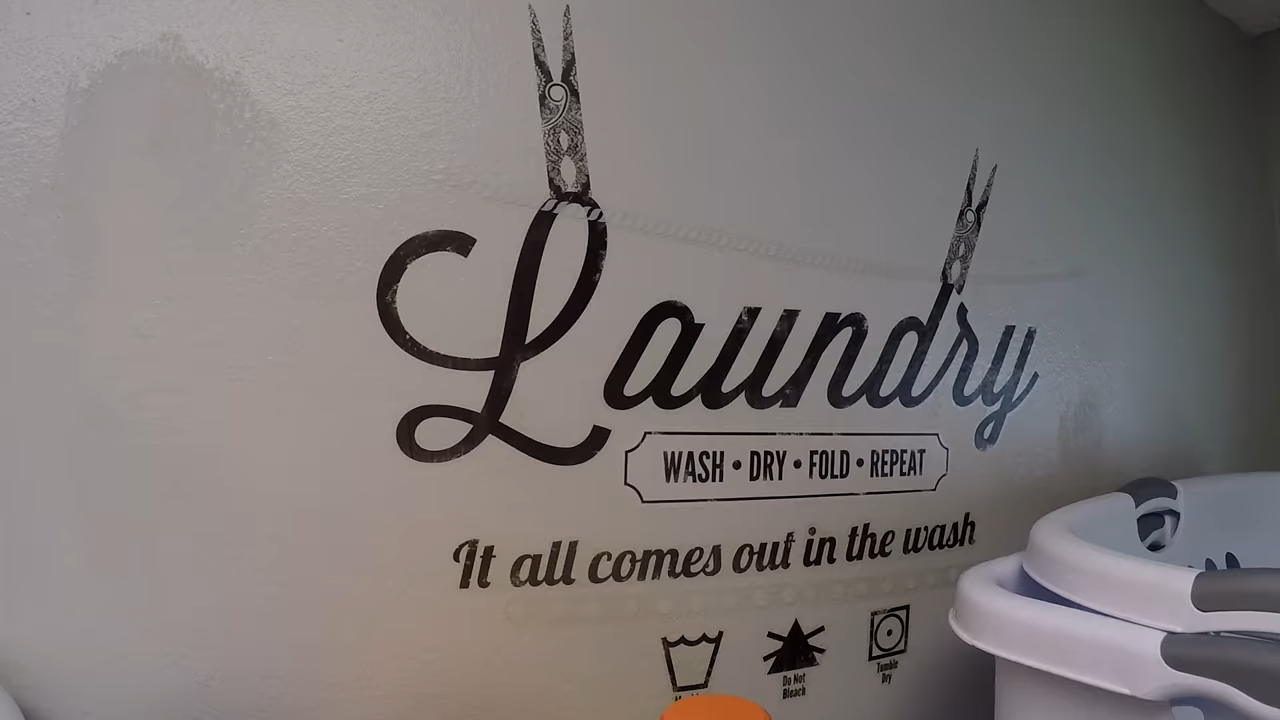 Laundry
WASH • DRY • FOLD • REPEAT
It all comes out in the wash
Do Not
Bleach
Tumble
Dry